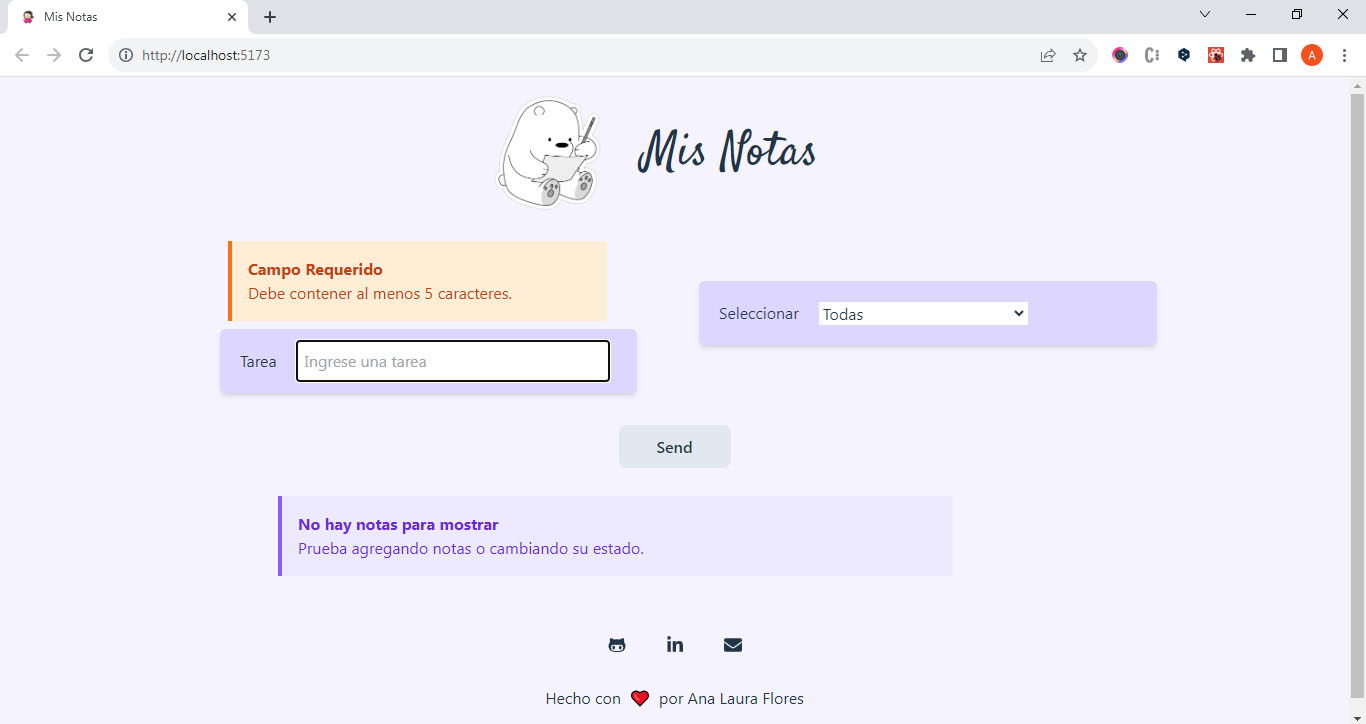 Mis Notas
http://localhost:5173
A
Mis Notas
Campo Requerido
Debe contener al menos 5 caracteres.
Tarea
Ingrese una tarea
Seleccionar
Todas
Send
No hay notas para mostrar
Prueba agregando notas o cambiando su estado.
in
Hecho con ❤️ por Ana Laura Flores